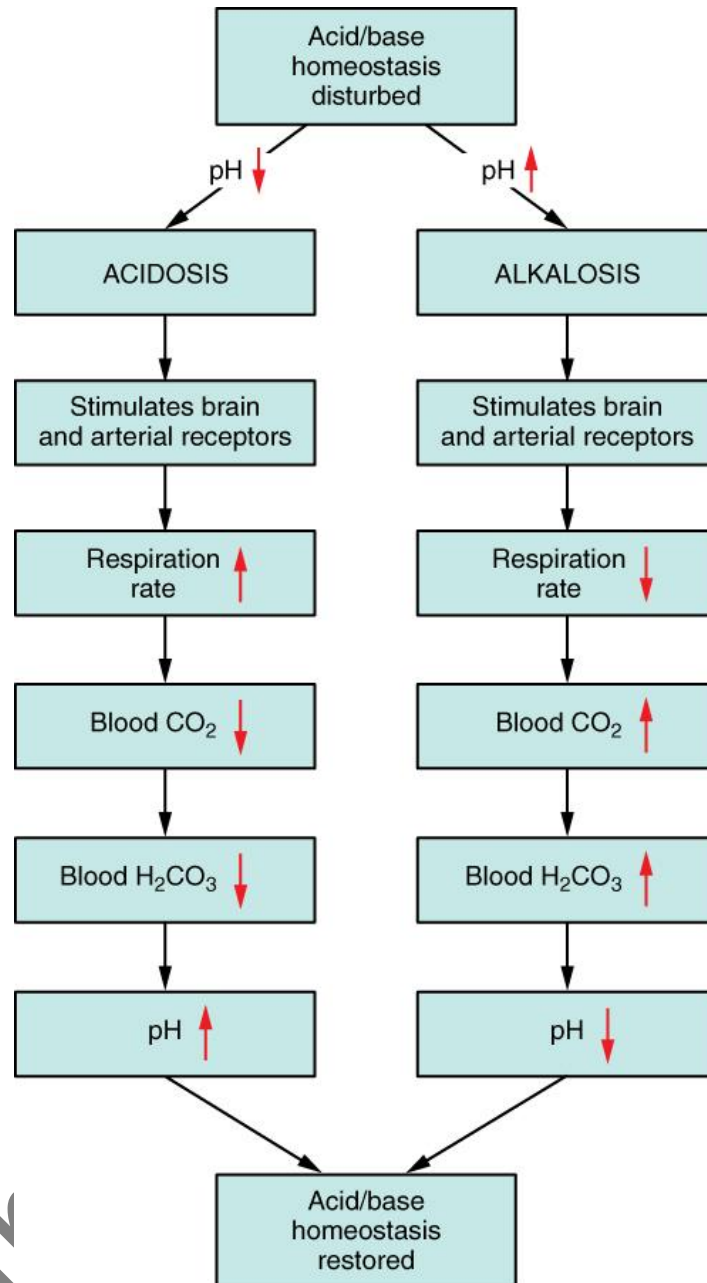 Acid/base
homeostasis
disturbed
pH
pH
ACIDOSIS
ALKALOSIS
Stimulates brain
and arterial receptors
Stimulates brain
and arterial receptors
Respiration
rate
Respiration
rate
Blood CO₂
Blood CO₂
Blood H₂CO₃
Blood H₂CO₃
pH
pH
Acid/base
homeostasis
restored